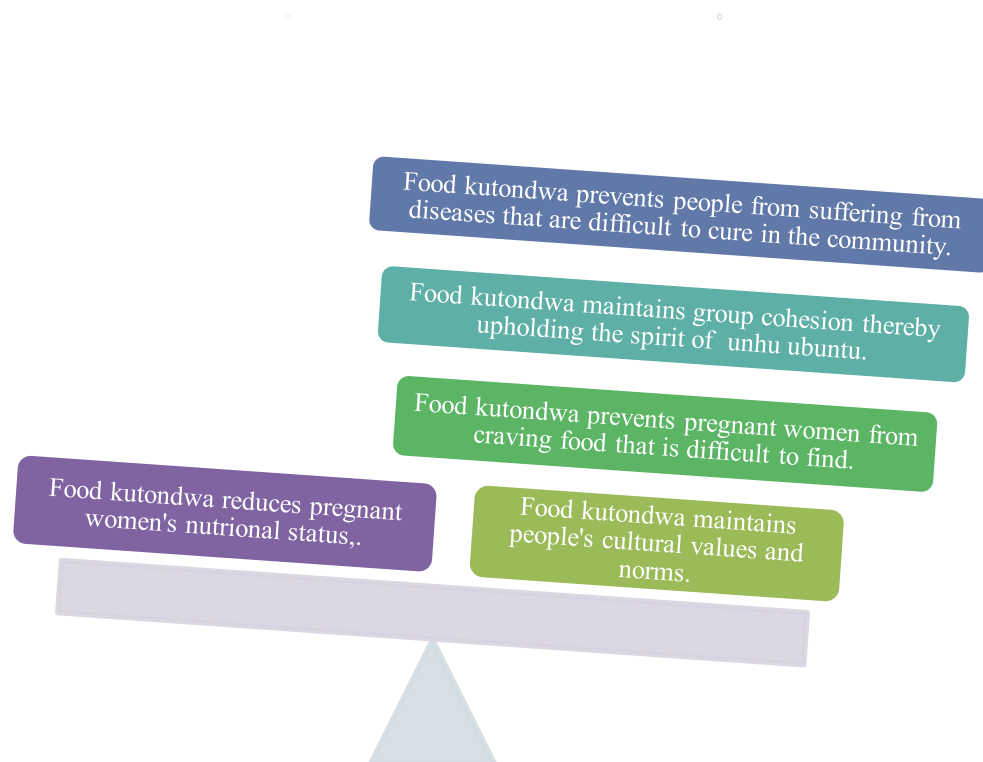 Food kutondwa prevents people from suffering from
diseases that are difficult to cure in the community.
Food kutondwa maintains group cohesion thereby
upholding the spirit of  unhu ubuntu.
Food kutondwa prevents pregnant women from
craving food that is difficult to find.
Food kutondwa reduces pregnant
women's nutrional status,.
Food kutondwa maintains
people's cultural values and
norms.